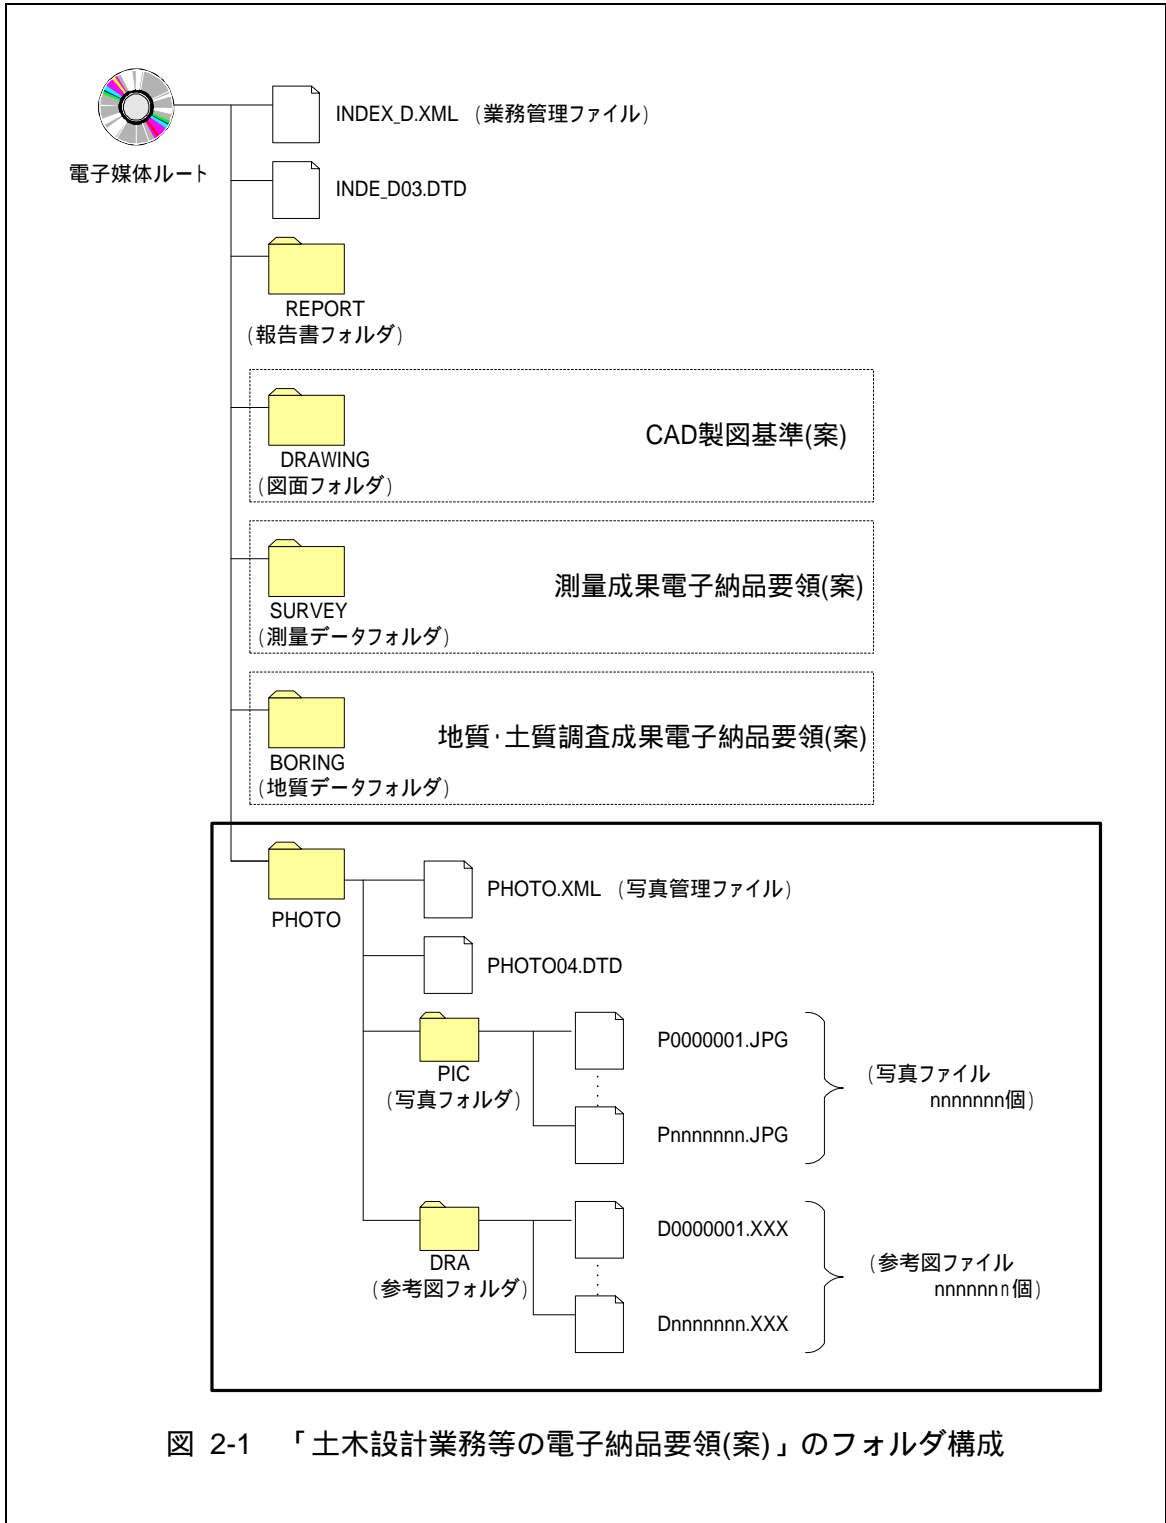 INDEX_D.XML (業務管理ファイル)
電子媒体ルート
INDE_D03.DTD
REPORT
(報告書フォルダ)
CAD製図基準(案)
DRAWING
(図面フォルダ)
測量成果電子納品要領(案)
SURVEY
(測量データフォルダ)
地質・土質調査成果電子納品要領(案)
BORING
(地質データフォルダ)
PHOTO
PHOTO.XML (写真管理ファイル)
PHOTO04.DTD
PIC
(写真フォルダ)
P0000001.JPG
Pnnnnnnn.JPG
(写真ファイル
nnnnnnn個)
DRA
(参考図フォルダ)
D0000001.XXX
Dnnnnnnn.XXX
(参考図ファイル
nnnnnnn個)
図 2-1 「土木設計業務等の電子納品要領(案)」のフォルダ構成